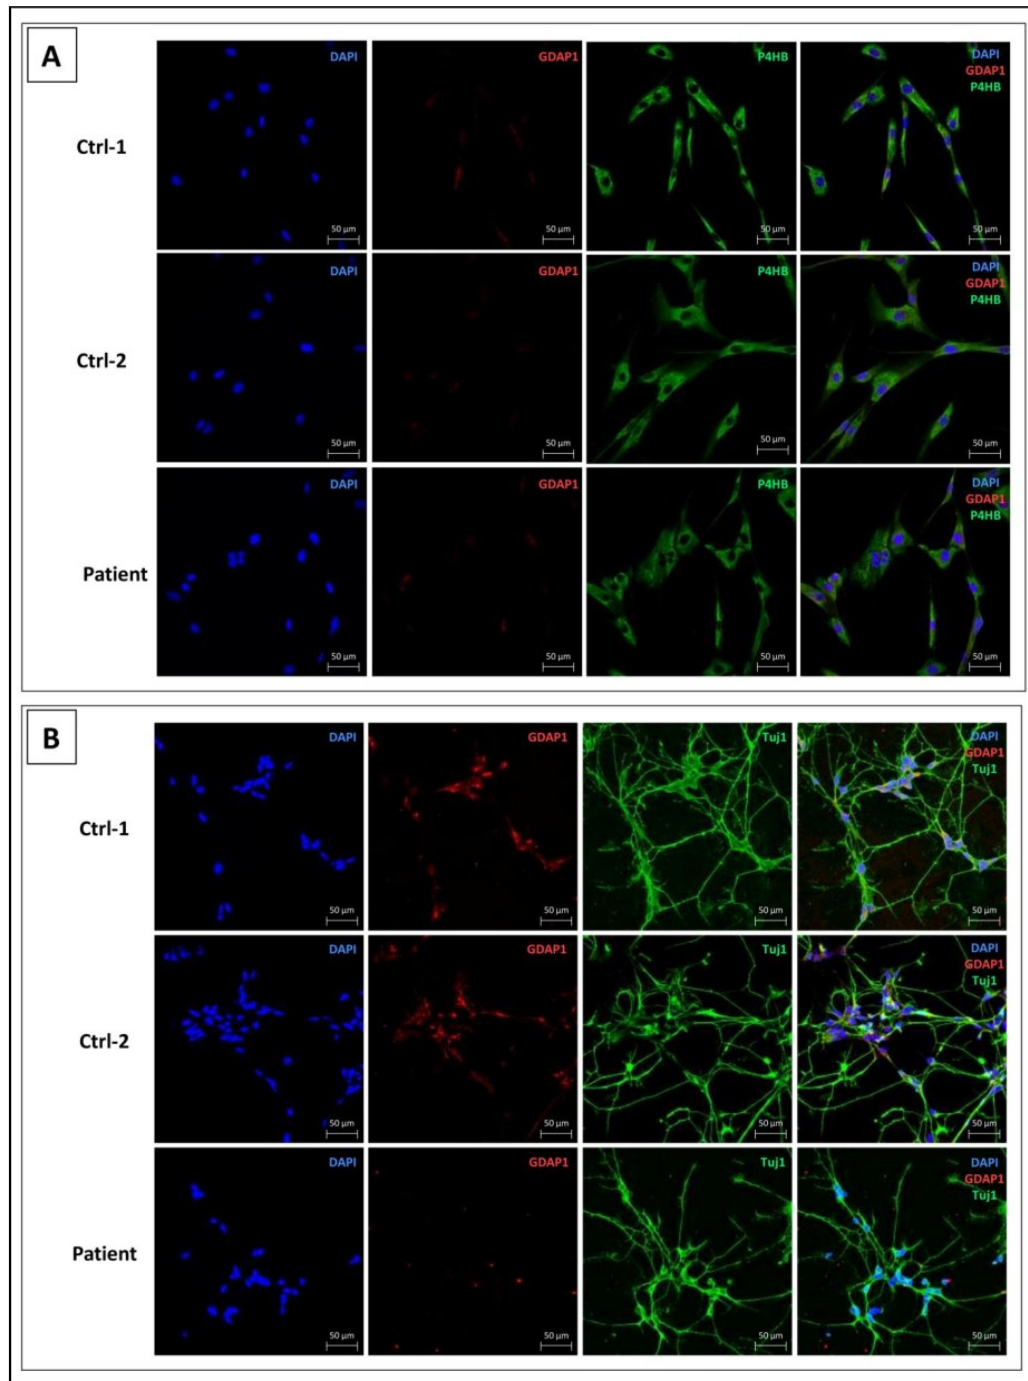 A
DAPI
GDAP1
P4HB
DAPI
GDAP1
P4HB
Ctrl-1
50 µm
50 µm
50 µm
50 µm
DAPI
GDAP1
P4HB
DAPI
GDAP1
P4HB
Ctrl-2
50 µm
50 µm
50 µm
50 µm
DAPI
GDAP1
P4HB
DAPI
GDAP1
P4HB
Patient
50 µm
50 µm
50 µm
50 µm
B
DAPI
GDAP1
Tuj1
DAPI
GDAP1
Tuj1
Ctrl-1
50 µm
50 µm
50 µm
50 µm
DAPI
GDAP1
Tuj1
DAPI
GDAP1
Tuj1
Ctrl-2
50 µm
50 µm
50 µm
50 µm
DAPI
GDAP1
Tuj1
DAPI
GDAP1
Tuj1
Patient
50 µm
50 µm
50 µm
50 µm